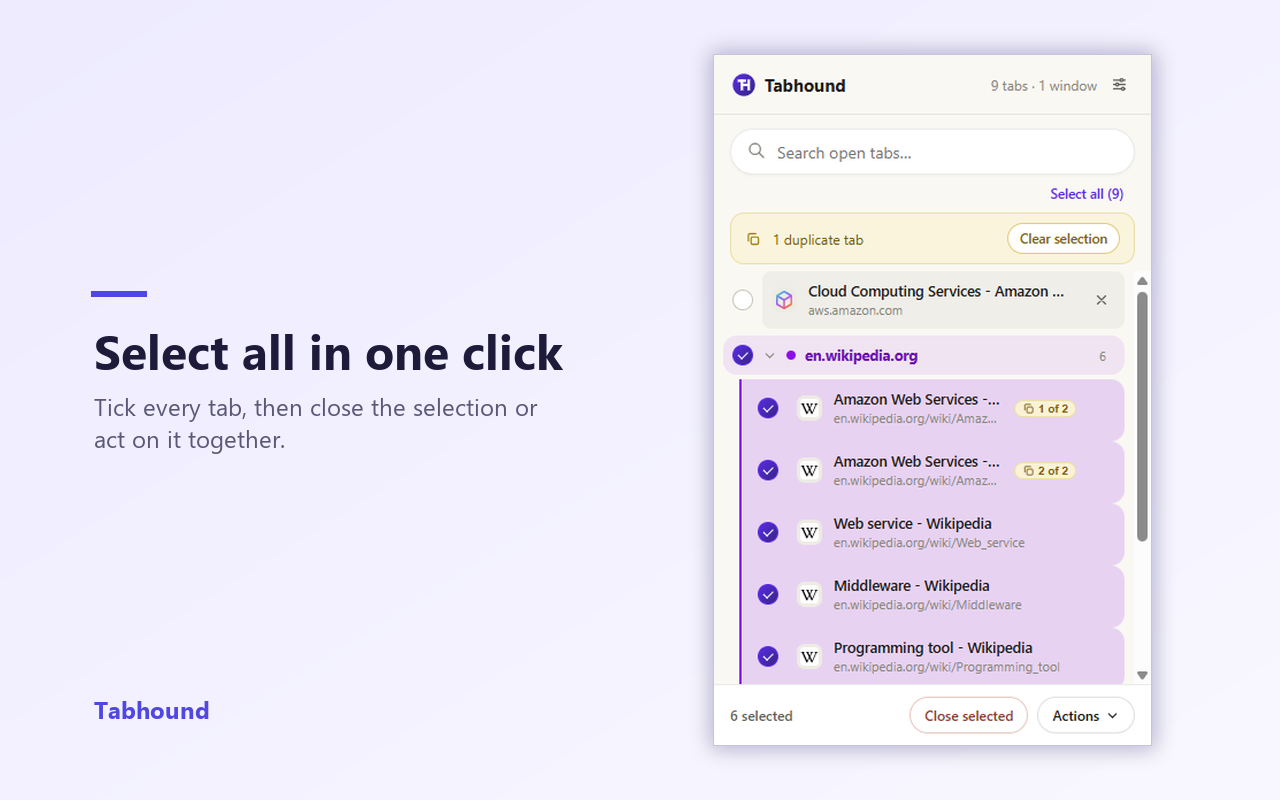 Select all in one click
Tick every tab, then close the selection or
act on it together.
Tabhound
TH Tabhound
9 tabs · 1 window
Search open tabs...
Select all (9)
1 duplicate tab
Clear selection
Cloud Computing Services - Amazon ...
aws.amazon.com
en.wikipedia.org
6
W
Amazon Web Services -...
en.wikipedia.org/wiki/Amaz...
1 of 2
W
Amazon Web Services -...
en.wikipedia.org/wiki/Amaz...
2 of 2
W
Web service - Wikipedia
en.wikipedia.org/wiki/Web_service
W
Middleware - Wikipedia
en.wikipedia.org/wiki/Middleware
W
Programming tool - Wikipedia
en.wikipedia.org/wiki/Programming_tool
6 selected
Close selected
Actions